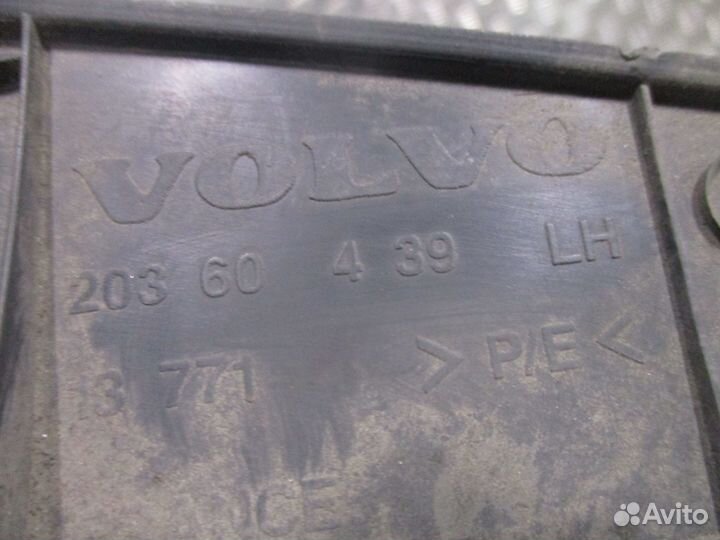 VOLVO
203 60 4 39 LH
13 771 > P/E <
Avito